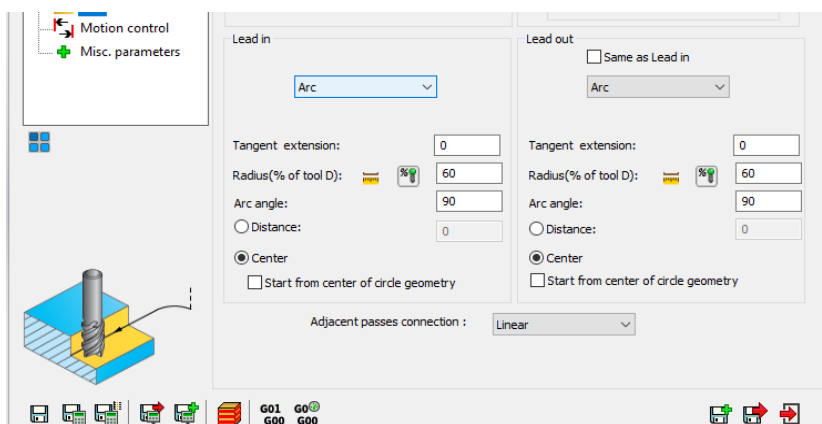 Motion control
Misc. parameters
Lead in
Arc
Tangent extension:
0
Radius(% of tool D):
%
60
Arc angle:
90
Distance:
0
Center
Start from center of circle geometry
Lead out
Same as Lead in
Arc
Tangent extension:
0
Radius(% of tool D):
%
60
Arc angle:
90
Distance:
0
Center
Start from center of circle geometry
Adjacent passes connection :
Linear
G01 G0
G00 G00